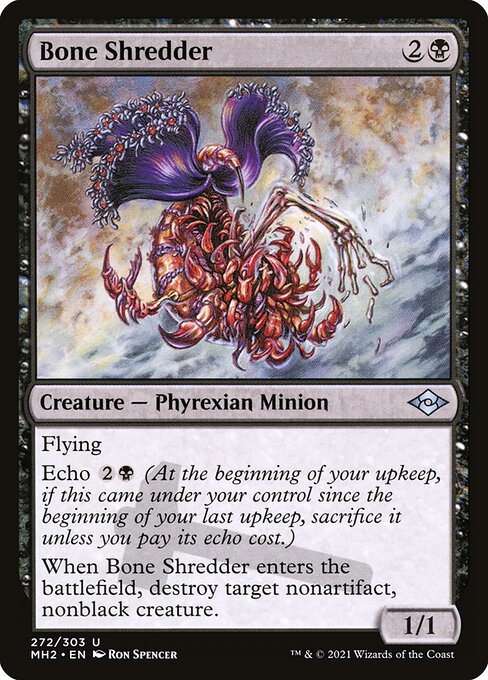 Bone Shredder 2
Creature — Phyrexian Minion
Flying
Echo 2 (At the beginning of your upkeep,
if this came under your control since the
beginning of your last upkeep, sacrifice it
unless you pay its echo cost.)
When Bone Shredder enters the
battlefield, destroy target nonartifact,
nonblack creature.
1/1
272/303 U
MH2 • EN Ron Spencer ™ & © 2021 Wizards of the Coast